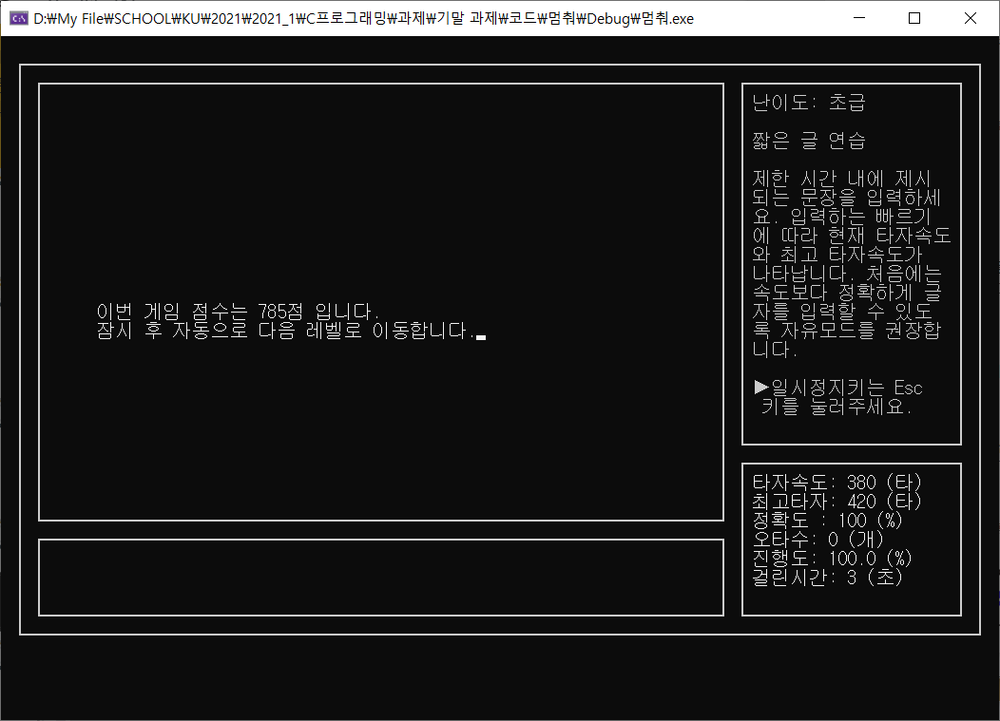 D:₩My File₩SCHOOL₩KU₩2021₩2021_1₩C프로그래밍₩과제₩기말 과제₩코드₩멈춰₩Debug₩멈춰.exe
이번 게임 점수는 785점 입니다.
잠시 후 자동으로 다음 레벨로 이동합니다.
난이도: 초급
짧은 글 연습
제한 시간 내에 제시
되는 문장을 입력하세
요. 입력하는 빠르기
에 따라 현재 타자속도
와 최고 타자속도가
나타납니다. 처음에는
속도보다 정확하게 글
자를 입력할 수 있도
록 자유모드를 권장합
니다.
▶일시정지키는 Esc
키를 눌러주세요.
타자속도: 380 (타)
최고타자: 420 (타)
정확도 : 100 (%)
오타수: 0 (개)
진행도: 100.0 (%)
걸린시간: 3 (초)